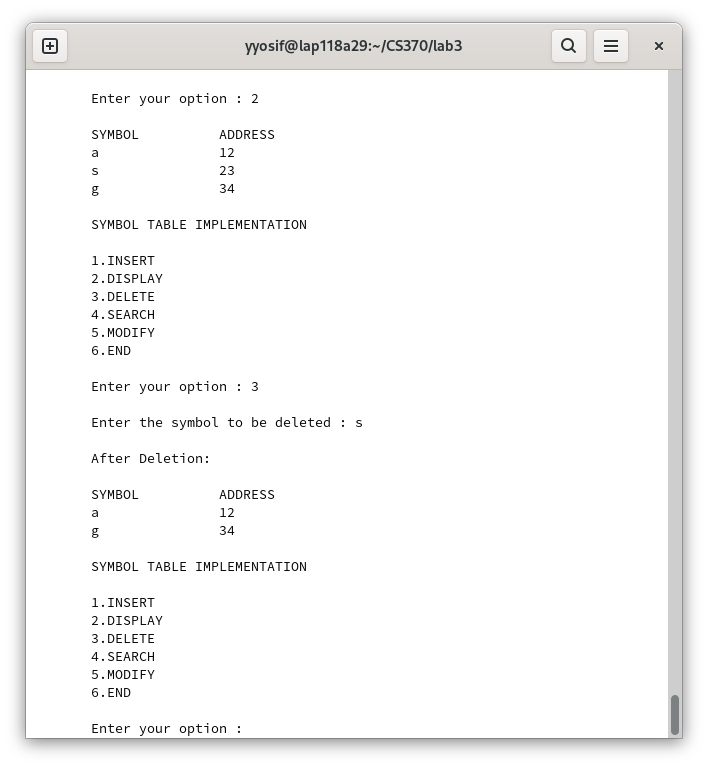 yyosif@lap118a29:~/CS370/lab3
Enter your option : 2
SYMBOL ADDRESS
a 12
s 23
g 34
SYMBOL TABLE IMPLEMENTATION
1.INSERT
2.DISPLAY
3.DELETE
4.SEARCH
5.MODIFY
6.END
Enter your option : 3
Enter the symbol to be deleted : s
After Deletion:
SYMBOL ADDRESS
a 12
g 34
SYMBOL TABLE IMPLEMENTATION
1.INSERT
2.DISPLAY
3.DELETE
4.SEARCH
5.MODIFY
6.END
Enter your option :